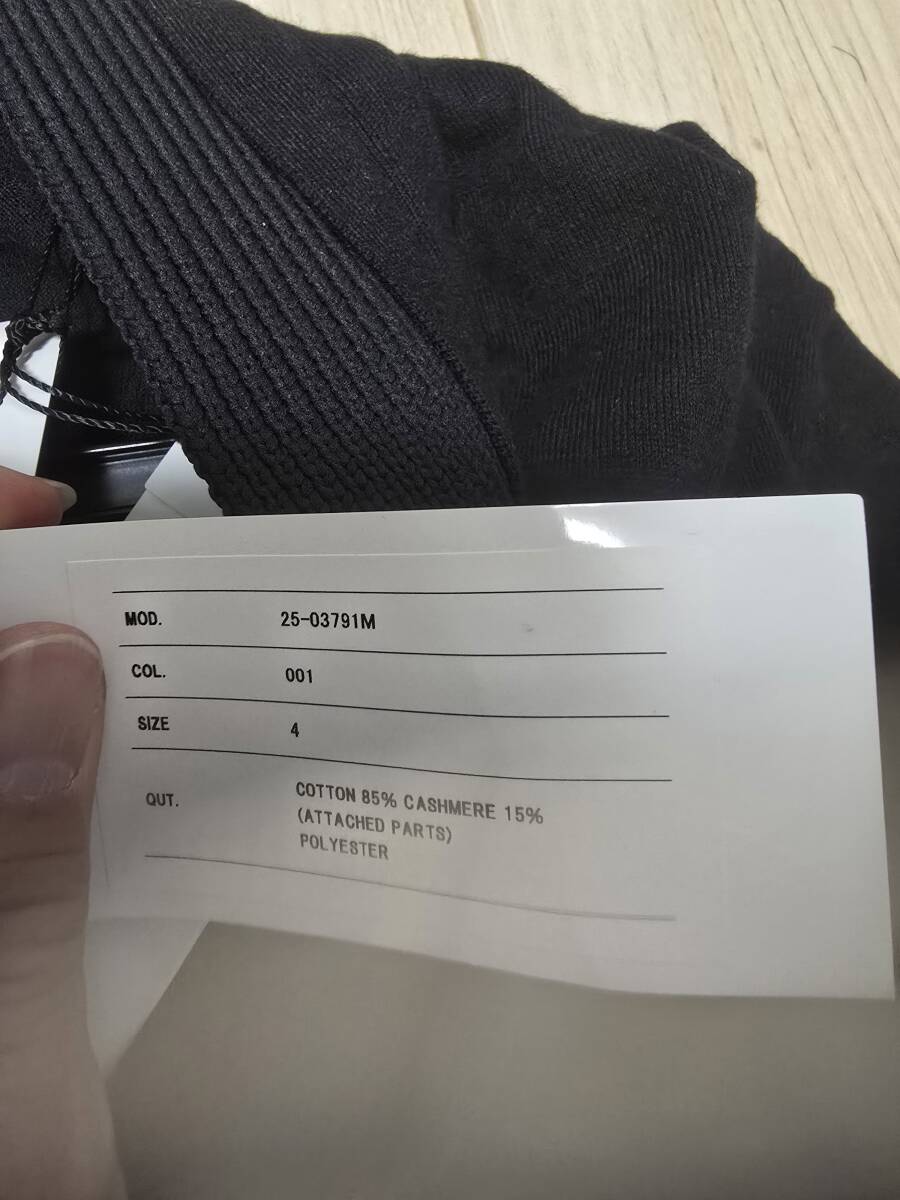 MOD. 25-03791M
COL. 001
SIZE 4
QUT. COTTON 85% CASHMERE 15%
(ATTACHED PARTS)
POLYESTER